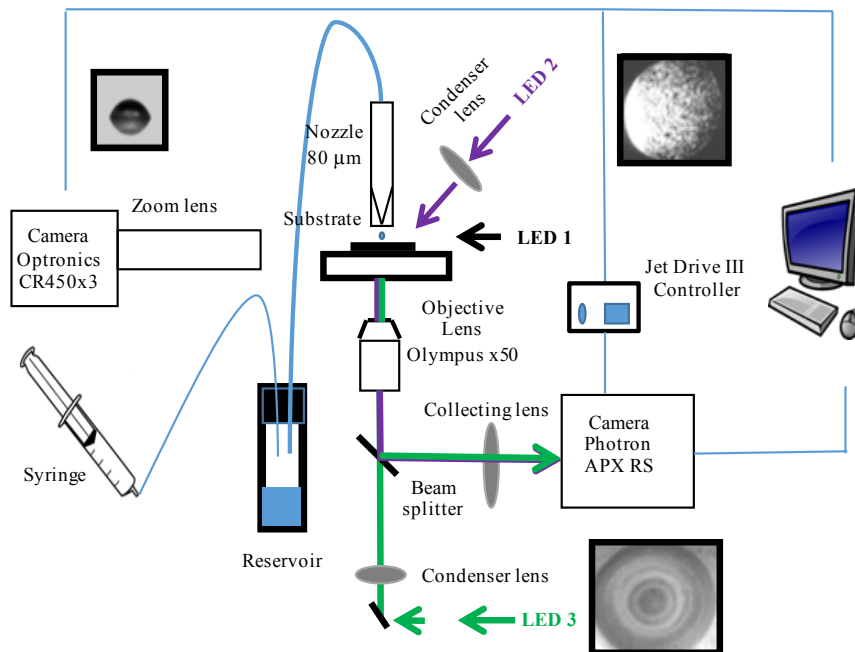 LED 2
Condenser
lens
Nozzle
80 µm
Zoom lens
Substrate
LED 1
Camera
Optronics
CR450x3
Jet Drive III
Controller
Objective
Lens
Olympus x50
Collecting lens
Camera
Photron
APX RS
Syringe
Beam
splitter
Reservoir
Condenser lens
LED 3